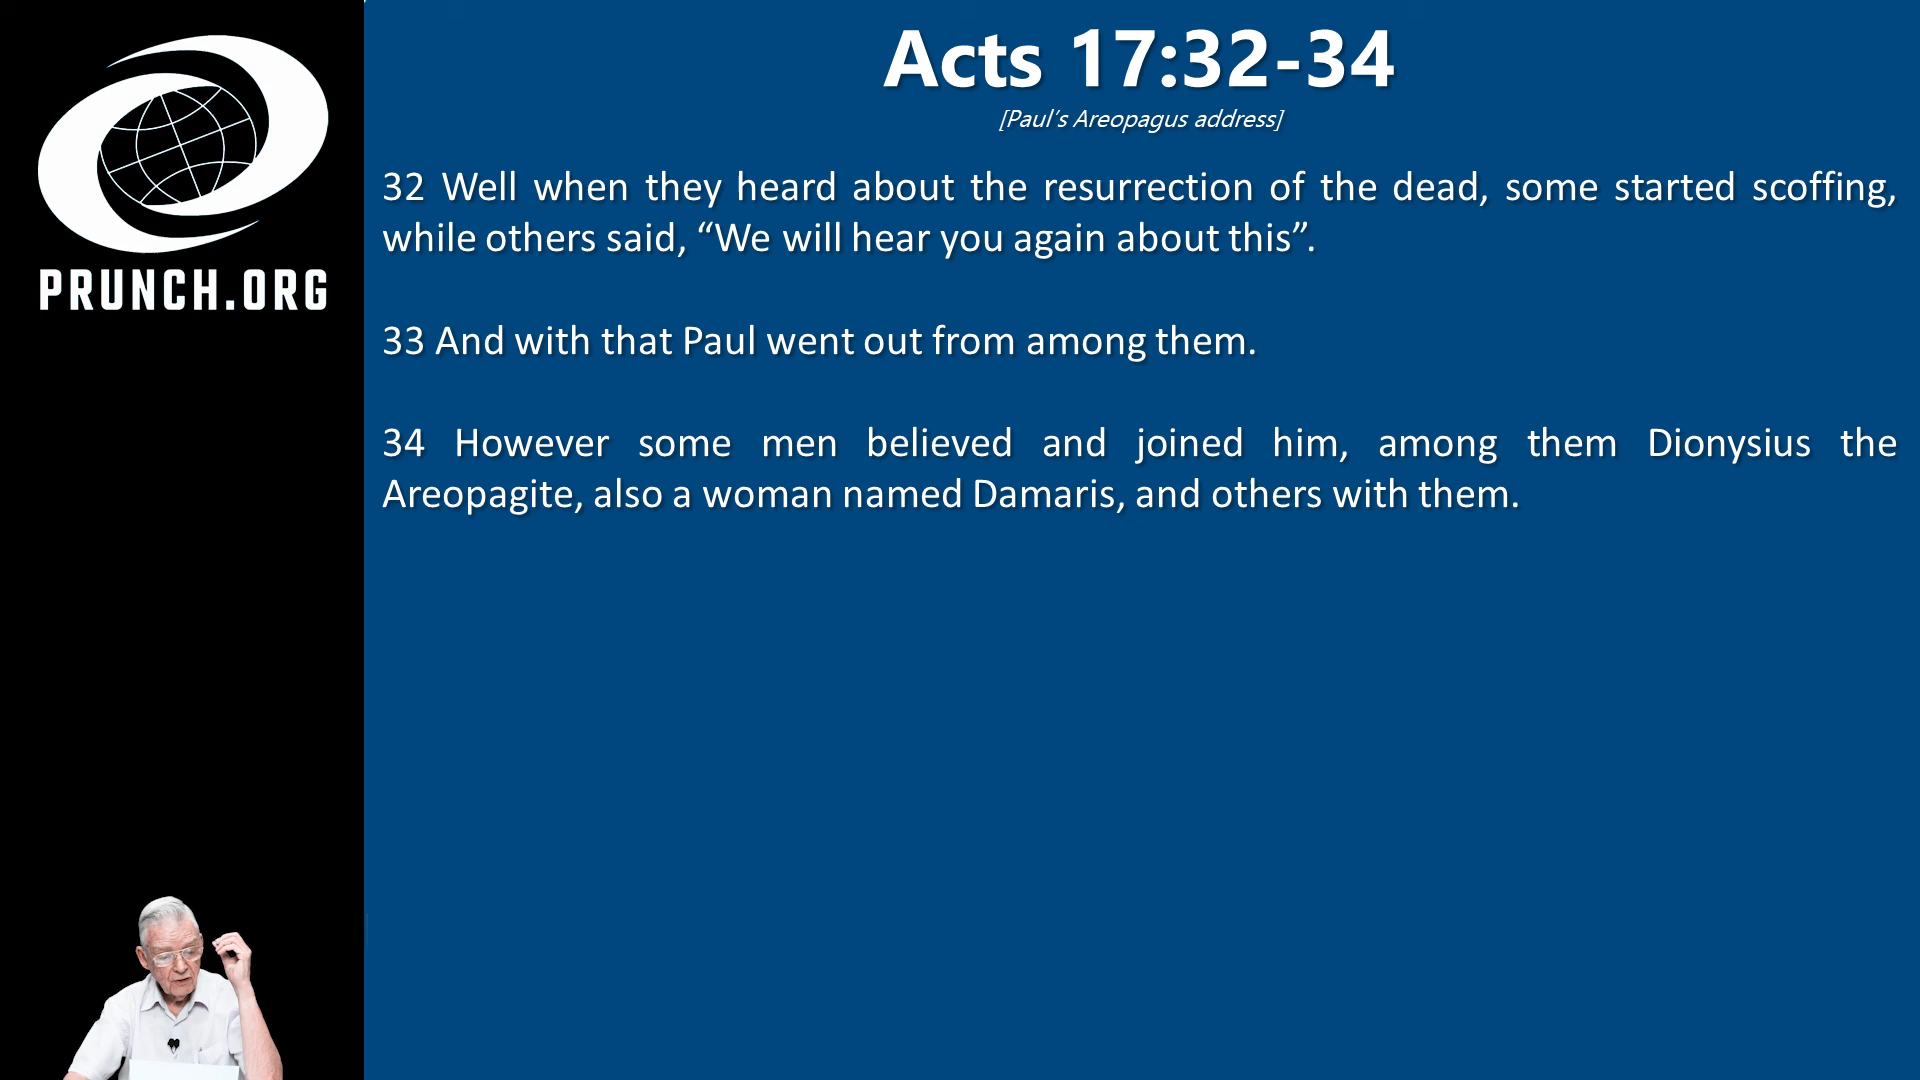 PRUNCH.ORG
Acts 17:32-34
[Paul’s Areopagus address]
32 Well when they heard about the resurrection of the dead, some started scoffing,
while others said, “We will hear you again about this”.
33 And with that Paul went out from among them.
34 However some men believed and joined him, among them Dionysius the
Areopagite, also a woman named Damaris, and others with them.